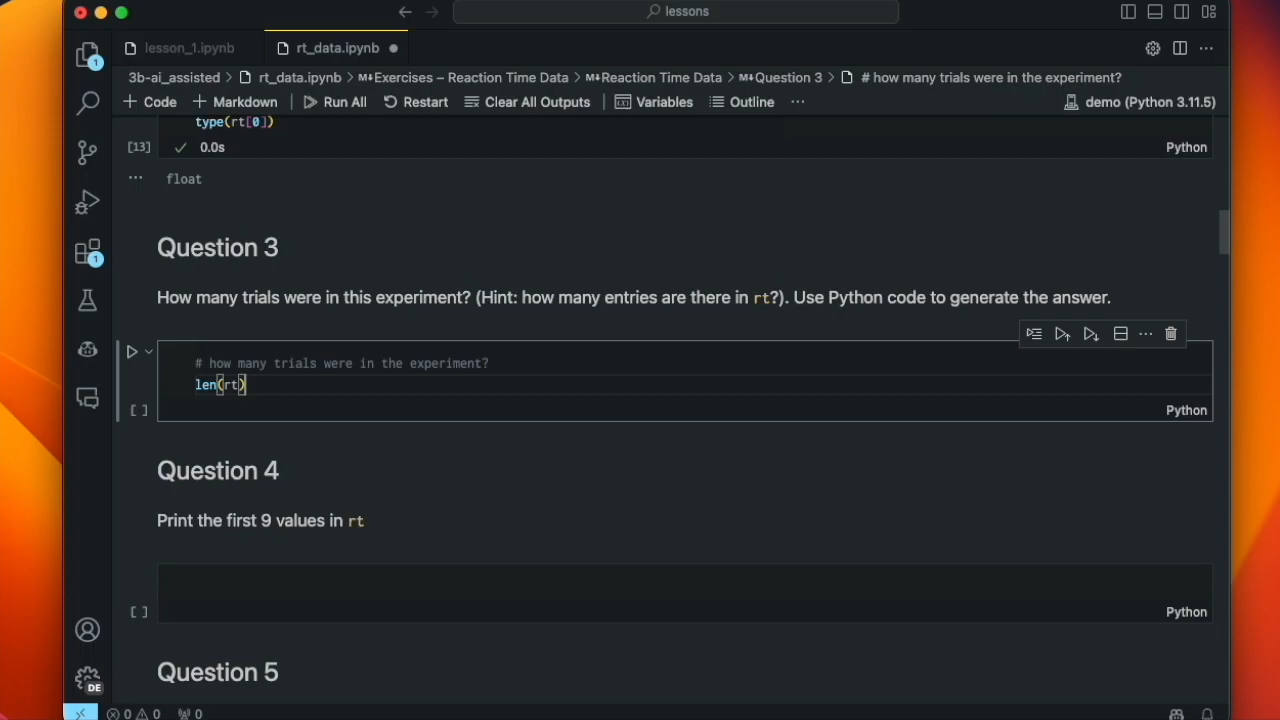 lessons
lesson_1.ipynb
rt_data.ipynb
3b-ai_assisted > rt_data.ipynb > M↓Exercises – Reaction Time Data > M↓Reaction Time Data > M↓Question 3 > # how many trials were in the experiment?
+ Code + Markdown Run All Restart Clear All Outputs Variables Outline ... demo (Python 3.11.5)
type(rt[0])
[13] ✓ 0.0s Python
... float
Question 3
How many trials were in this experiment? (Hint: how many entries are there in rt?). Use Python code to generate the answer.
# how many trials were in the experiment?
len(rt)
[ ] Python
Question 4
Print the first 9 values in rt
[ ] Python
Question 5
1
1
DE
0 0 0